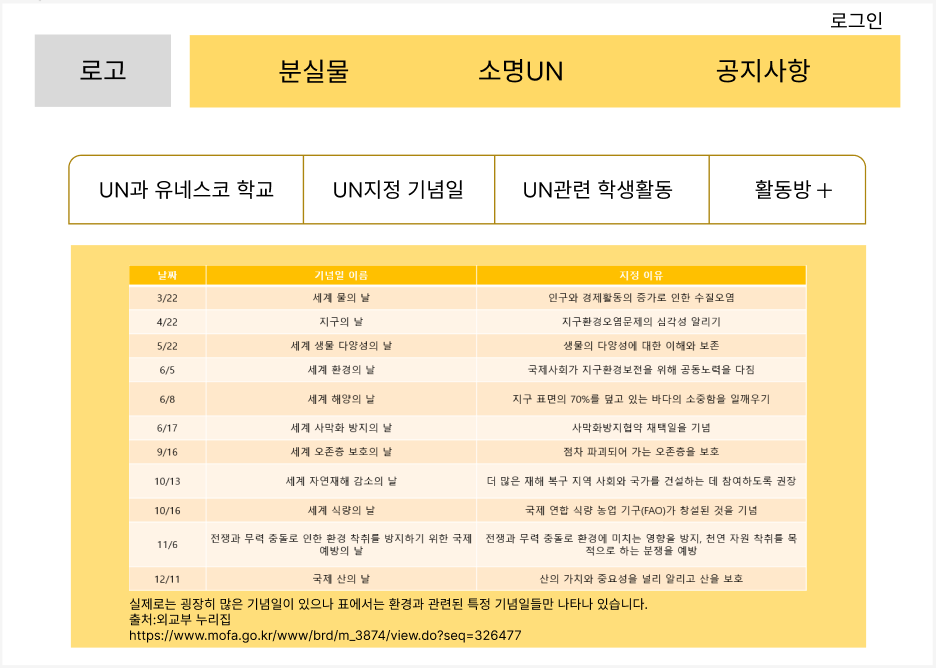 로그인
로고 분실물 소명UN 공지사항
UN과 유네스코 학교 UN지정 기념일 UN관련 학생활동 활동방 +
날짜 기념일 이름 지정 이유
3/22 세계 물의 날 인구와 경제활동의 증가로 인한 수질오염
4/22 지구의 날 지구환경오염문제의 심각성 알리기
5/22 세계 생물 다양성의 날 생물의 다양성에 대한 이해와 보존
6/5 세계 환경의 날 국제사회가 지구환경보전을 위해 공동노력을 다짐
6/8 세계 해양의 날 지구 표면의 70%를 덮고 있는 바다의 소중함을 일깨우기
6/17 세계 사막화 방지의 날 사막화방지협약 채택일을 기념
9/16 세계 오존층 보호의 날 점차 파괴되어 가는 오존층을 보호
10/13 세계 자연재해 감소의 날 더 많은 재해 복구 지역 사회와 국가를 건설하는 데 참여하도록 권장
10/16 세계 식량의 날 국제 연합 식량 농업 기구(FAO)가 창설된 것을 기념
11/6 전쟁과 무력 충돌로 인한 환경 착취를 방지하기 위한 국제
예방의 날
전쟁과 무력 충돌로 환경에 미치는 영향을 방지, 천연 자원 착취를 목
적으로 하는 분쟁을 예방
12/11 국제 산의 날 산의 가치와 중요성을 널리 알리고 산을 보호
실제로는 굉장히 많은 기념일이 있으나 표에서는 환경과 관련된 특정 기념일들만 나타나 있습니다.
출처:외교부 누리집
https://www.mofa.go.kr/www/brd/m_3874/view.do?seq=326477